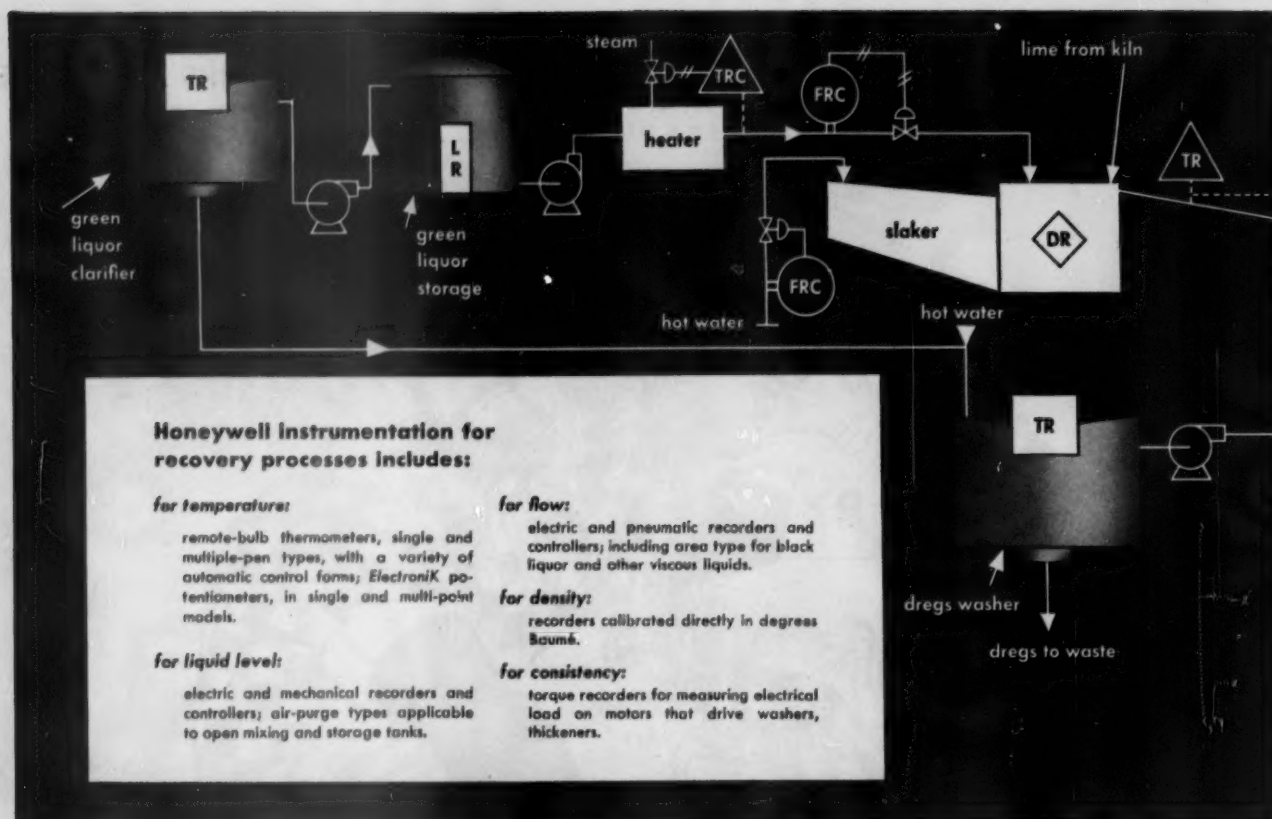 steam
lime from kiln
TR
TRC
FRC
L
R
heater
TR
green
liquor
clarifier
green
liquor
storage
slaker
DR
FRC
hot water
hot water
Honeywell instrumentation for
recovery processes includes:
for temperature:
remote-bulb thermometers, single and
multiple-pen types, with a variety of
automatic control forms; ElectroniK po-
tentiometers, in single and multi-point
models.
for liquid level:
electric and mechanical recorders and
controllers; air-purge types applicable
to open mixing and storage tanks.
for flow:
electric and pneumatic recorders and
controllers; including area type for black
liquor and other viscous liquids.
for density:
recorders calibrated directly in degrees
Baumé.
for consistency:
torque recorders for measuring electrical
load on motors that drive washers,
thickeners.
TR
dregs washer
dregs to waste